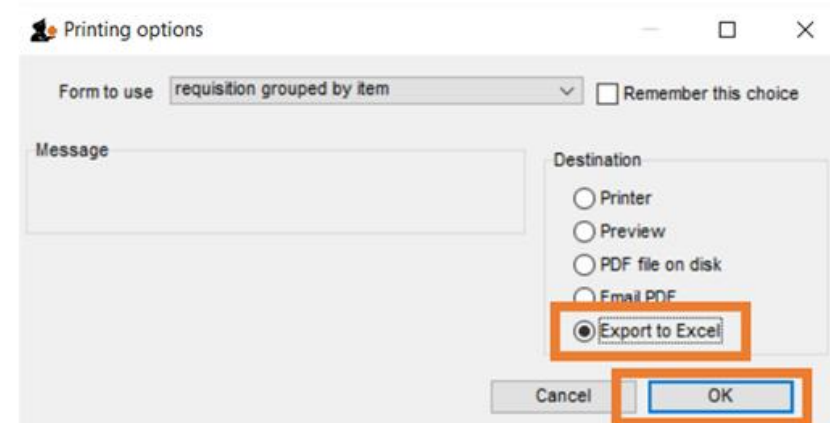 Printing options
Form to use requisition grouped by item Remember this choice
Message
Destination
Printer
Preview
PDF file on disk
Email PDF
Export to Excel
Cancel OK